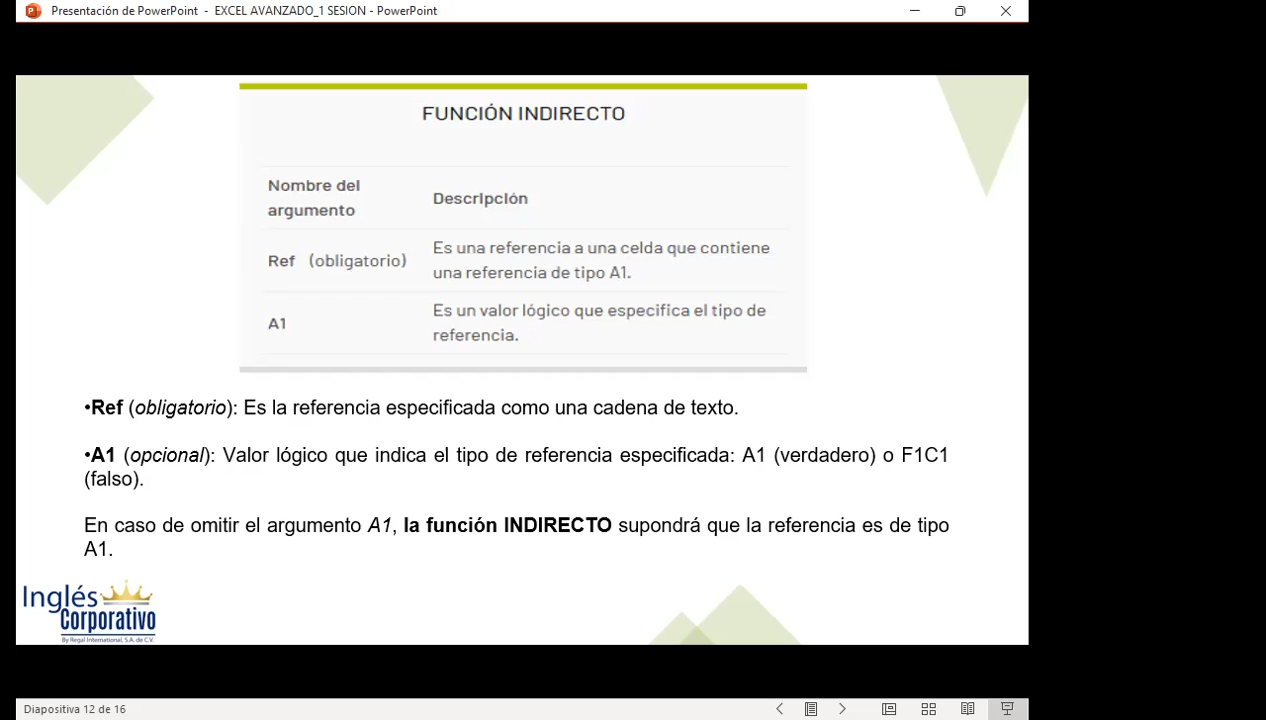 Presentación de PowerPoint - EXCEL AVANZADO_1 SESION - PowerPoint
FUNCIÓN INDIRECTO
Nombre del
argumento
Descripción
Ref (obligatorio)
Es una referencia a una celda que contiene
una referencia de tipo A1.
A1
Es un valor lógico que especifica el tipo de
referencia.
•Ref (obligatorio): Es la referencia especificada como una cadena de texto.
•A1 (opcional): Valor lógico que indica el tipo de referencia especificada: A1 (verdadero) o F1C1
(falso).
En caso de omitir el argumento A1, la función INDIRECTO supondrá que la referencia es de tipo
A1.
Inglés
Corporativo
By Regal International, S.A. de C.V.
Diapositiva 12 de 16